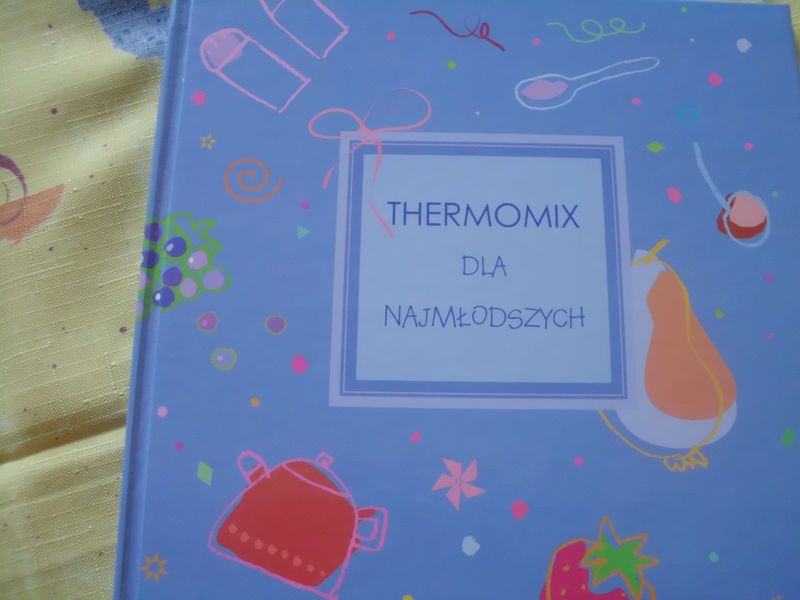 THERMOMIX
DLA
NAJMŁODSZYCH